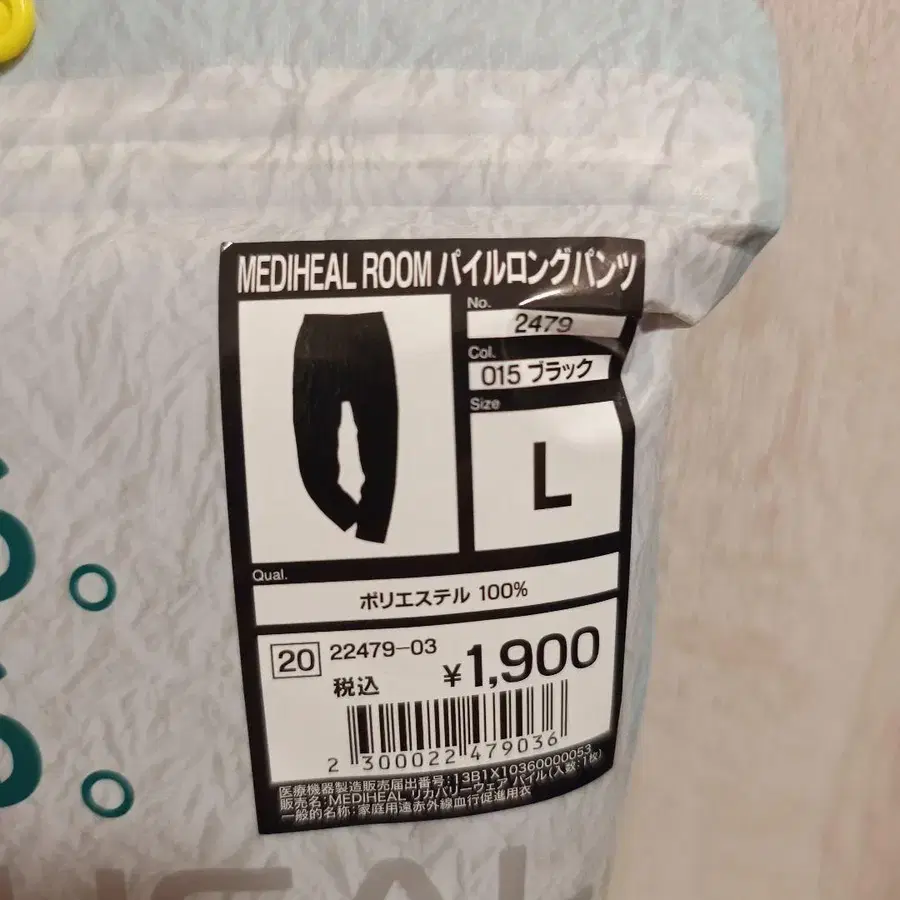 MEDIHEAL ROOM パイルロングパンツ
No.
2479
Col.
015 ブラック
Size
L
Qual.
ポリエステル 100%
20 22479-03
税込 ¥1,900
2 300022 479036
医療機器製造販売届出番号:13B1X10360000053
販売名:MEDIHEAL リカバリーウェア パイル(入数:1枚)
一般的名称:家庭用遠赤外線血行促進用衣